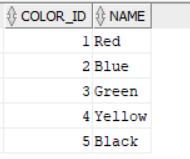 COLOR_ID NAME
1 Red
2 Blue
3 Green
4 Yellow
5 Black